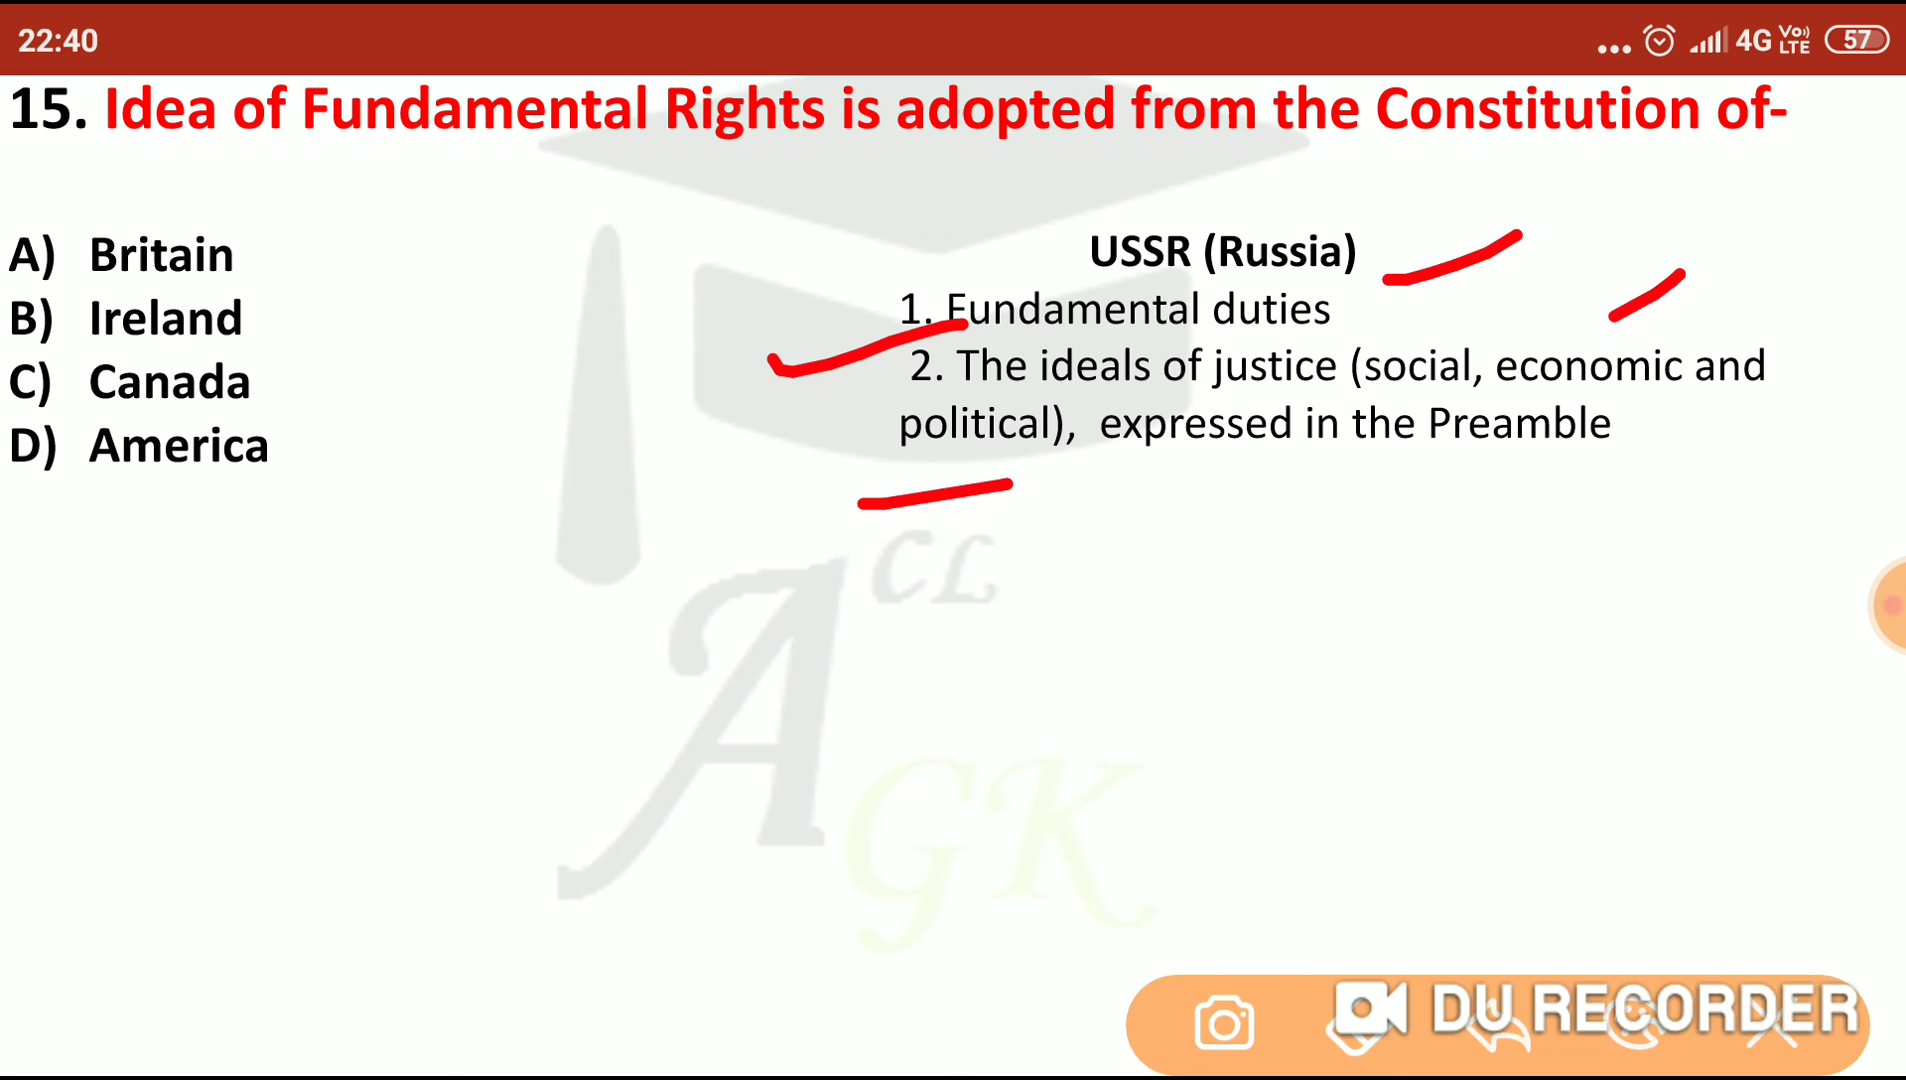 22:40
4G VoLTE 57
15. Idea of Fundamental Rights is adopted from the Constitution of-
A) Britain
B) Ireland
C) Canada
D) America
USSR (Russia)
1. Fundamental duties
2. The ideals of justice (social, economic and
political), expressed in the Preamble
ACL
GK
DU RECORDER